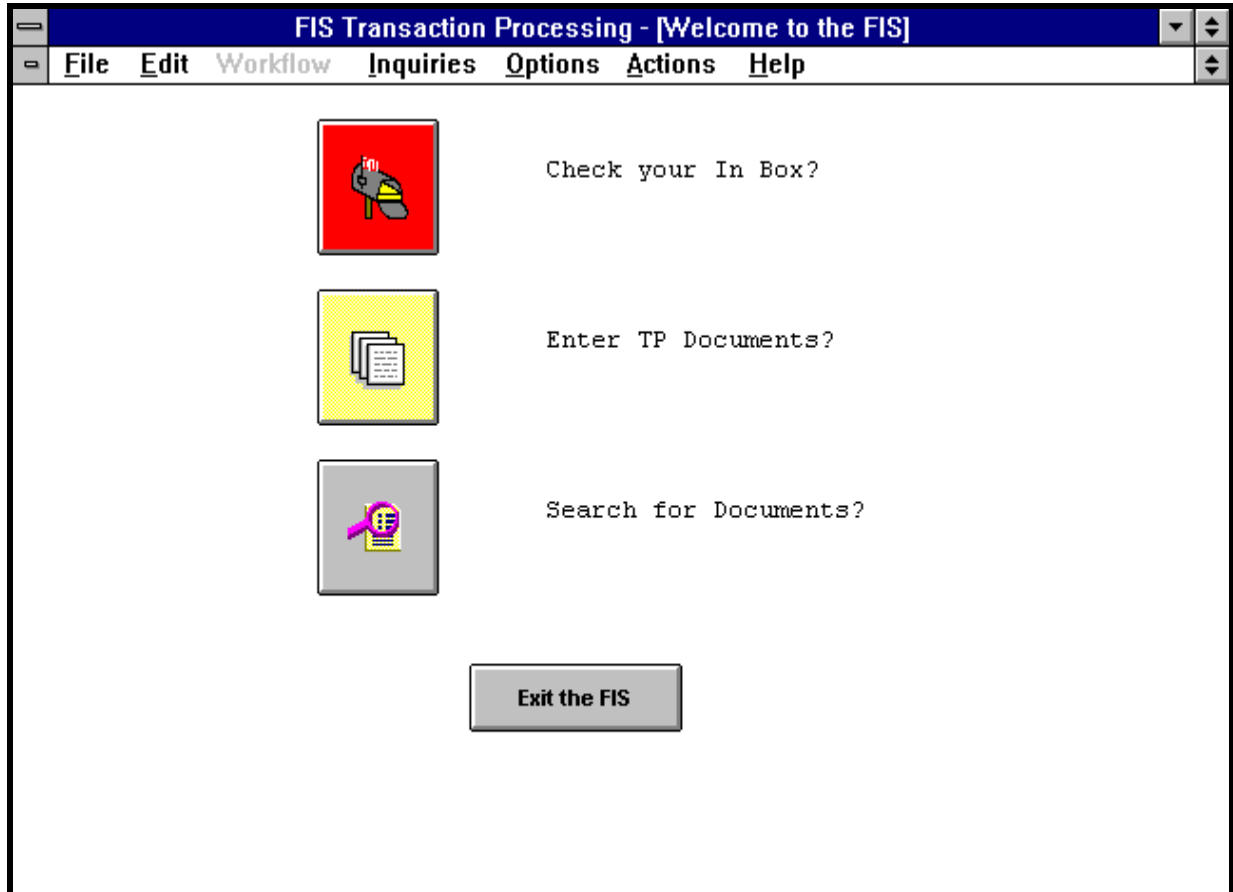 FIS Transaction Processing - [Welcome to the FIS]
File Edit Workflow Inquiries Options Actions Help
Check your In Box?
Enter TP Documents?
Search for Documents?
Exit the FIS